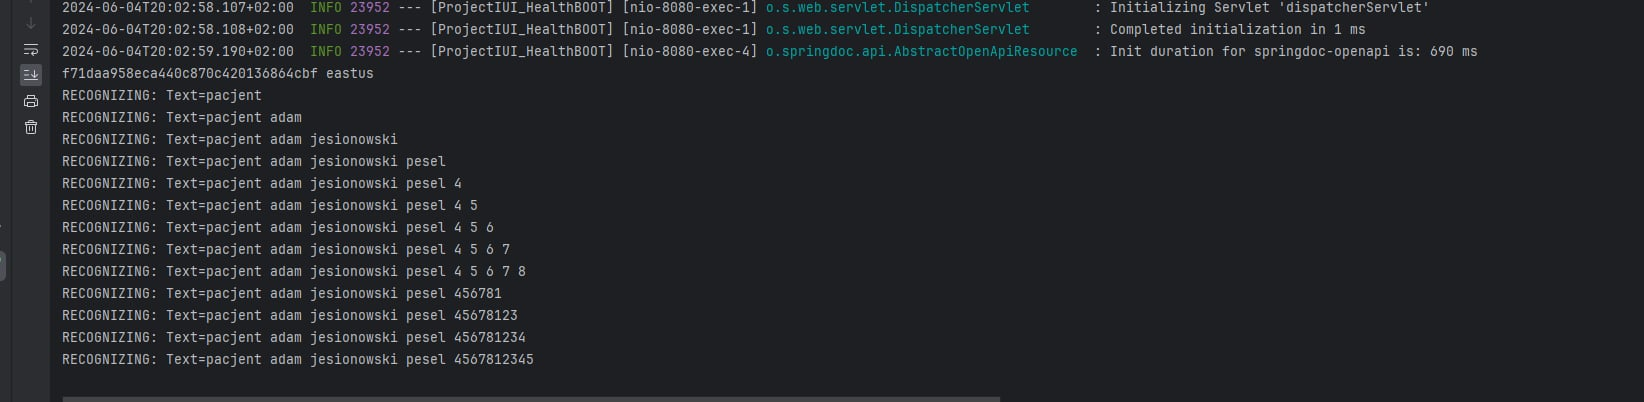 2024-06-04T20:02:58.107+02:00  INFO 23952 --- [ProjectIUI_HealthBOOT] [nio-8080-exec-1] o.s.web.servlet.DispatcherServlet        : Initializing Servlet 'dispatcherServlet'
2024-06-04T20:02:58.108+02:00  INFO 23952 --- [ProjectIUI_HealthBOOT] [nio-8080-exec-1] o.s.web.servlet.DispatcherServlet        : Completed initialization in 1 ms
2024-06-04T20:02:59.190+02:00  INFO 23952 --- [ProjectIUI_HealthBOOT] [nio-8080-exec-4] o.springdoc.api.AbstractOpenApiResource  : Init duration for springdoc-openapi is: 690 ms
f71daa958eca440c870c420136864cbf eastus
RECOGNIZING: Text=pacjent
RECOGNIZING: Text=pacjent adam
RECOGNIZING: Text=pacjent adam jesionowski
RECOGNIZING: Text=pacjent adam jesionowski pesel
RECOGNIZING: Text=pacjent adam jesionowski pesel 4
RECOGNIZING: Text=pacjent adam jesionowski pesel 4 5
RECOGNIZING: Text=pacjent adam jesionowski pesel 4 5 6
RECOGNIZING: Text=pacjent adam jesionowski pesel 4 5 6 7
RECOGNIZING: Text=pacjent adam jesionowski pesel 4 5 6 7 8
RECOGNIZING: Text=pacjent adam jesionowski pesel 456781
RECOGNIZING: Text=pacjent adam jesionowski pesel 45678123
RECOGNIZING: Text=pacjent adam jesionowski pesel 456781234
RECOGNIZING: Text=pacjent adam jesionowski pesel 4567812345